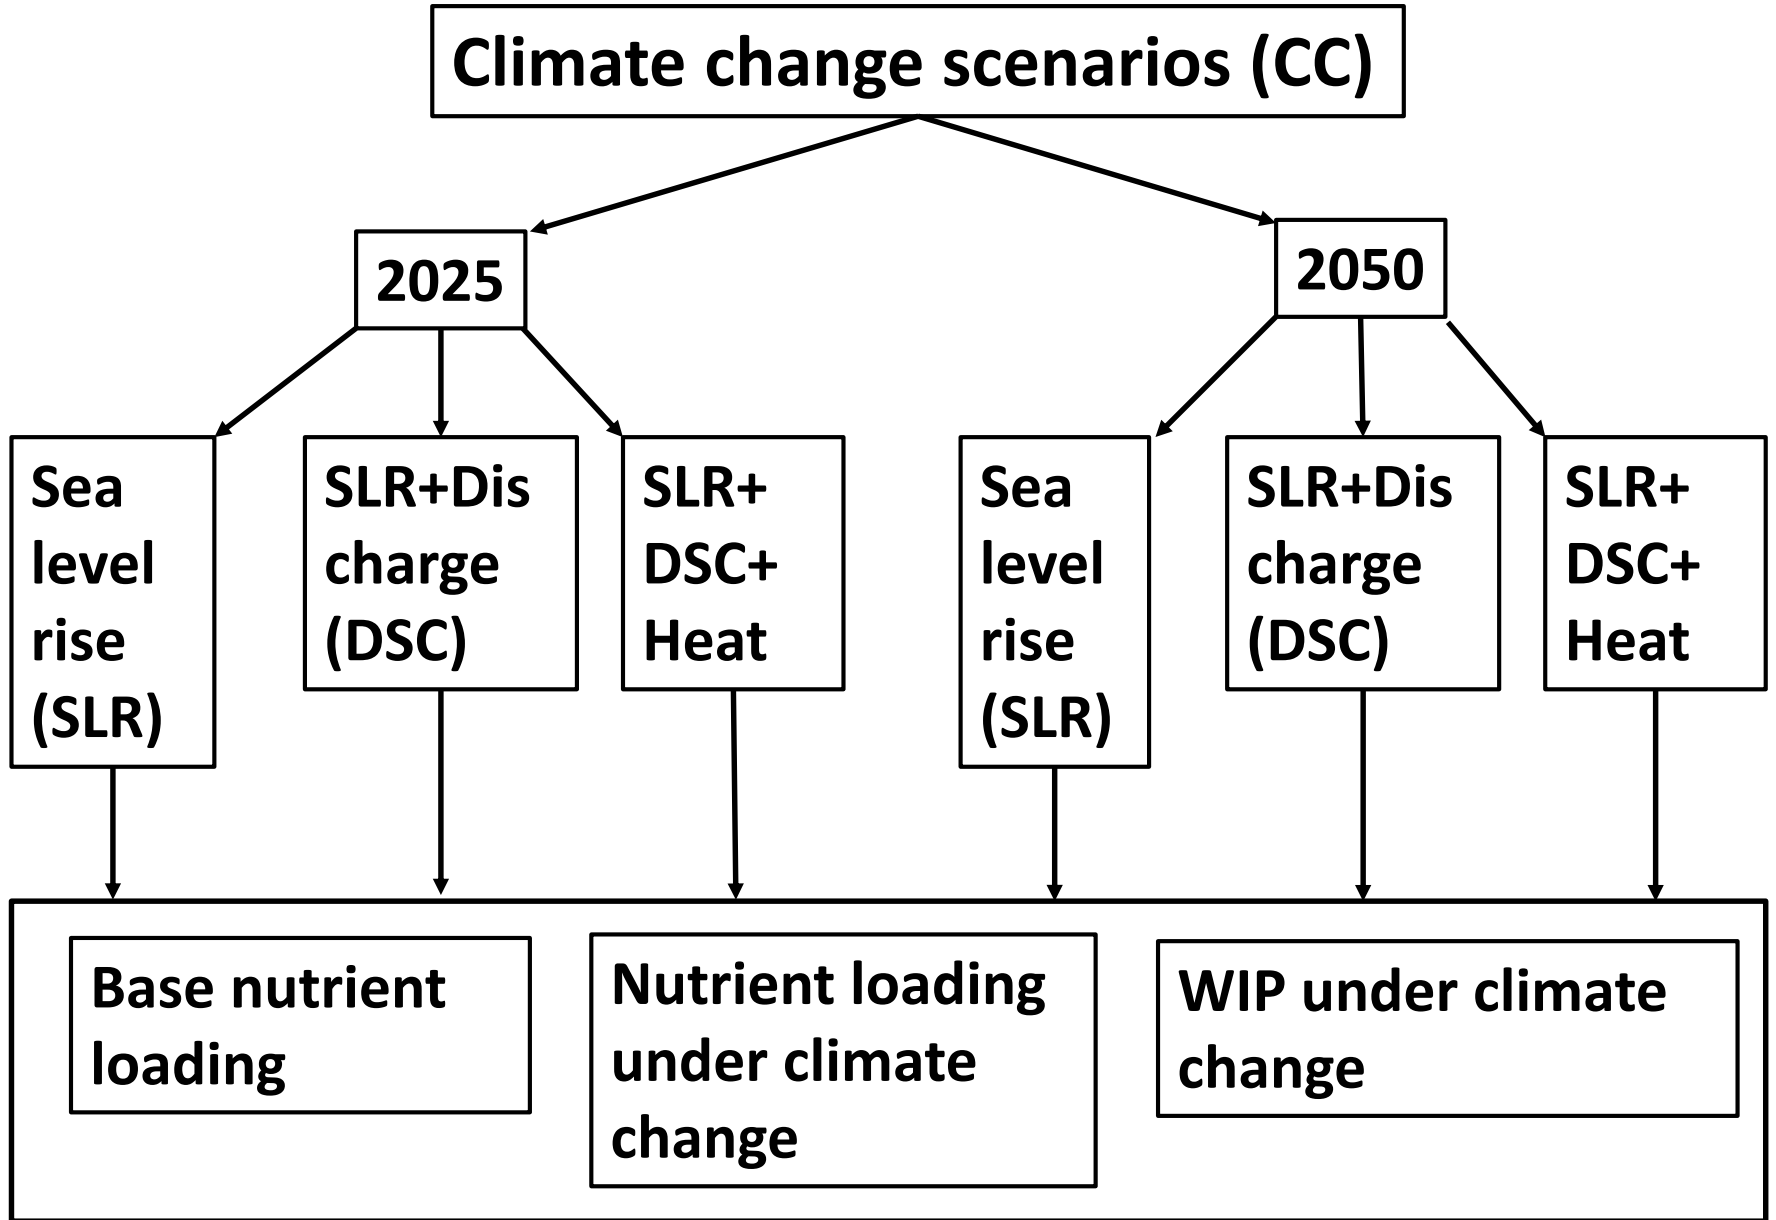 Climate change scenarios (CC)
2025
2050
Sea
level
rise
(SLR)
SLR+Dis
charge
(DSC)
SLR+
DSC+
Heat
Sea
level
rise
(SLR)
SLR+Dis
charge
(DSC)
SLR+
DSC+
Heat
Base nutrient
loading
Nutrient loading
under climate
change
WIP under climate
change